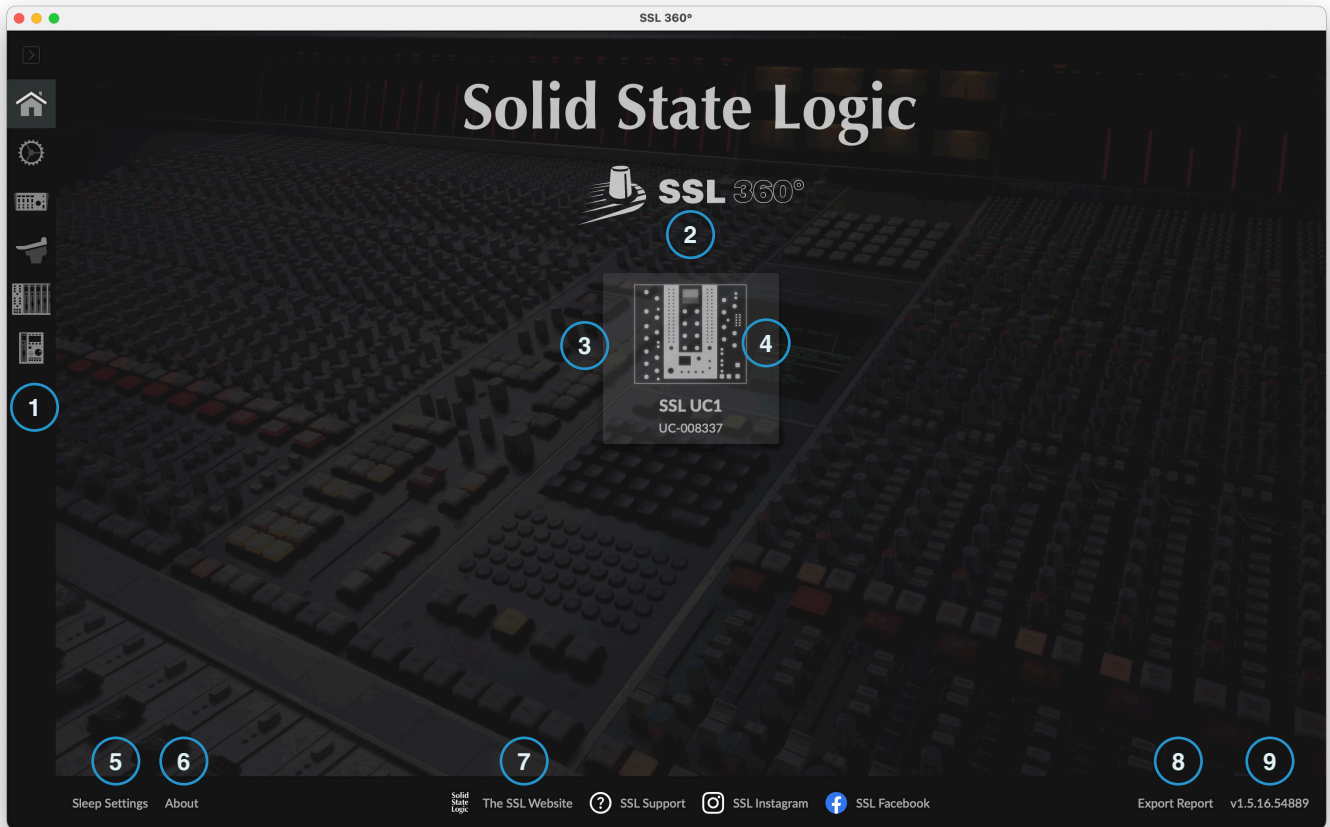 SSL 360°
Solid State Logic
SSL 360°
2
3
4
SSL UC1
UC-008337
1
5
6
7
8
9
Sleep Settings
About
Solid
State
Logic
The SSL Website
? SSL Support
SSL Instagram
f SSL Facebook
Export Report
v1.5.16.54889